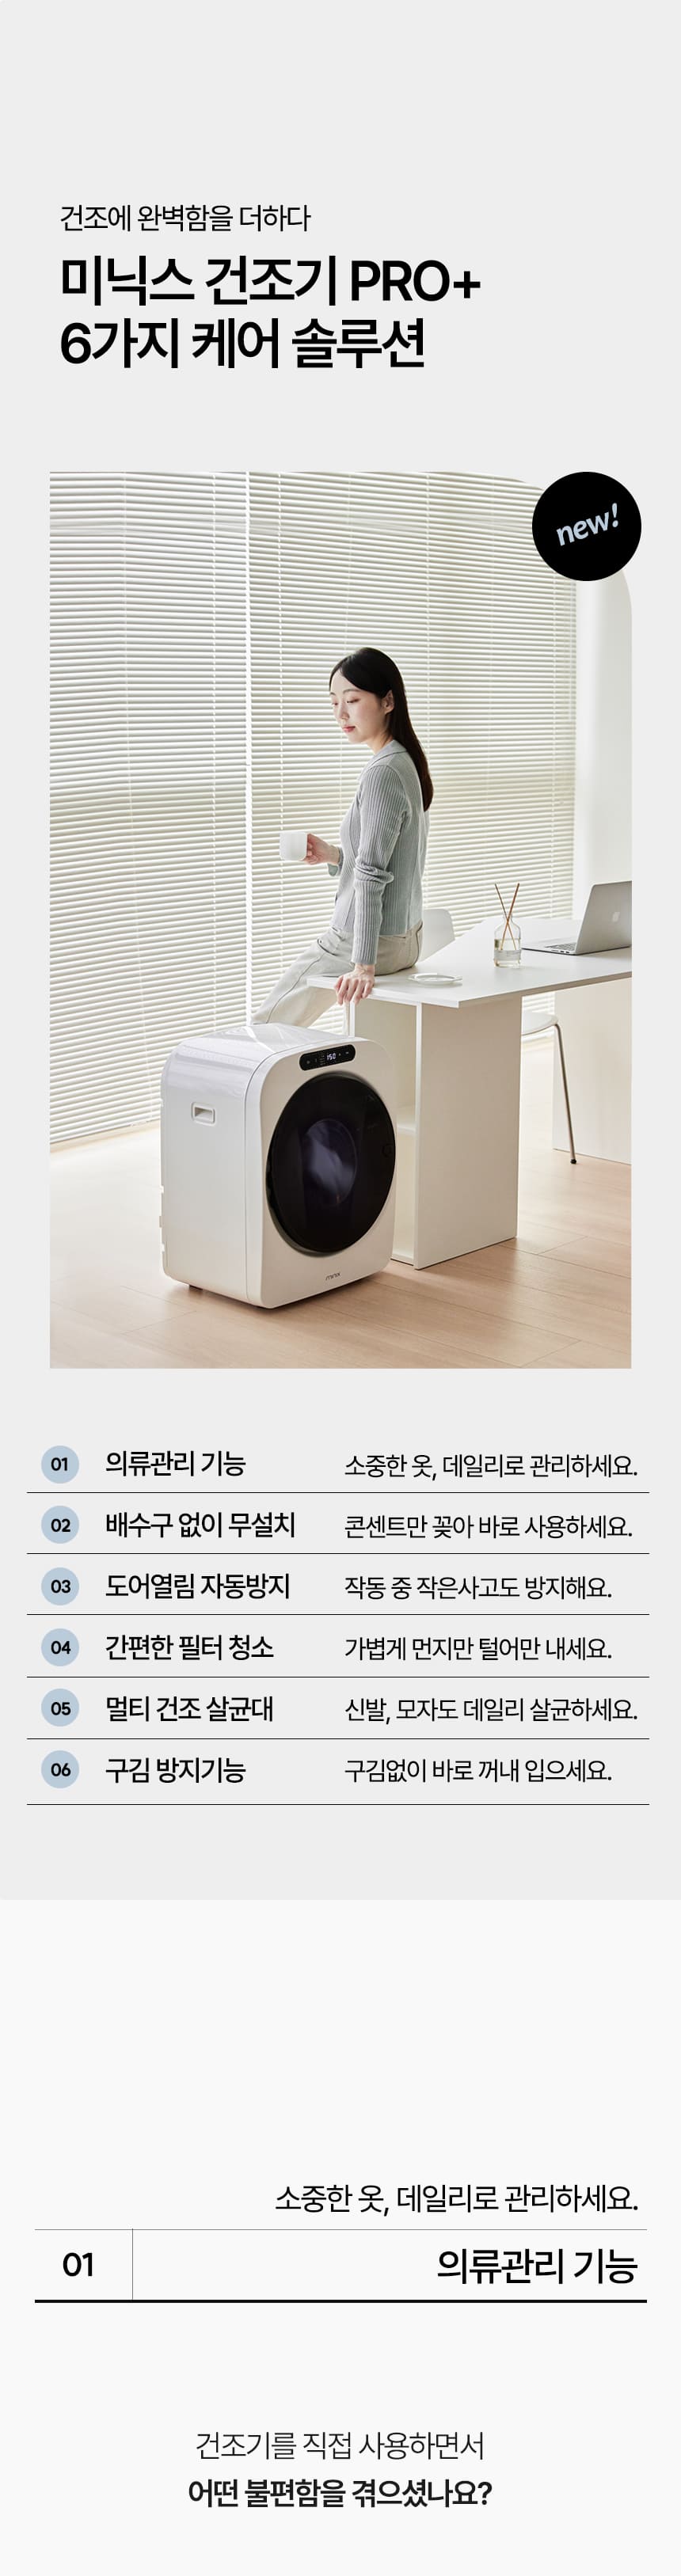 건조에 완벽함을 더하다
미닉스 건조기 PRO+
6가지 케어 솔루션
new!
150
minix
01 의류관리 기능 소중한 옷, 데일리로 관리하세요.
02 배수구 없이 무설치 콘센트만 꽂아 바로 사용하세요.
03 도어열림 자동방지 작동 중 작은사고도 방지해요.
04 간편한 필터 청소 가볍게 먼지만 털어만 내세요.
05 멀티 건조 살균대 신발, 모자도 데일리 살균하세요.
06 구김 방지기능 구김없이 바로 꺼내 입으세요.
소중한 옷, 데일리로 관리하세요.
01 의류관리 기능
건조기를 직접 사용하면서
어떤 불편함을 겪으셨나요?